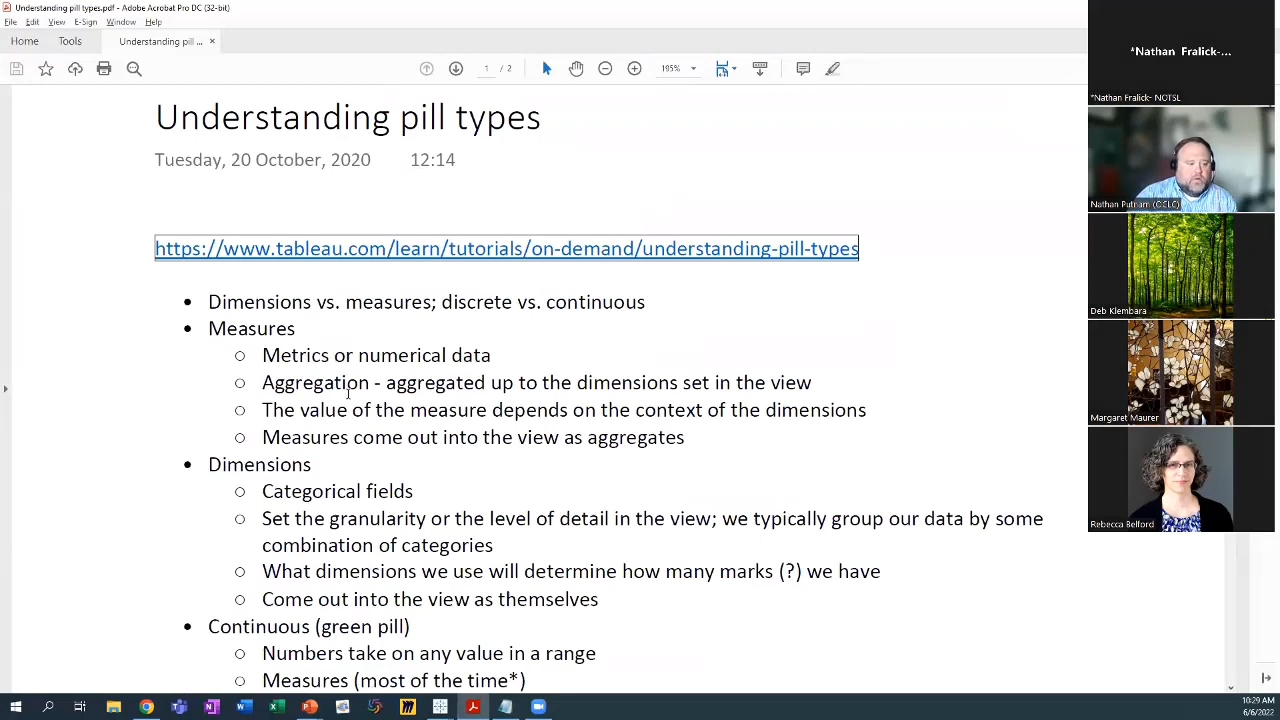 Understanding pill types.pdf - Adobe Acrobat Pro DC (32-bit)
File Edit View E-Sign Window Help
Home Tools Understanding pill ... ×
1 / 2 195%
Understanding pill types
Tuesday, 20 October, 2020 12:14
https://www.tableau.com/learn/tutorials/on-demand/understanding-pill-types
• Dimensions vs. measures; discrete vs. continuous
• Measures
○ Metrics or numerical data
○ Aggregation - aggregated up to the dimensions set in the view
○ The value of the measure depends on the context of the dimensions
○ Measures come out into the view as aggregates
• Dimensions
○ Categorical fields
○ Set the granularity or the level of detail in the view; we typically group our data by some
combination of categories
○ What dimensions we use will determine how many marks (?) we have
○ Come out into the view as themselves
• Continuous (green pill)
○ Numbers take on any value in a range
○ Measures (most of the time*)
*Nathan Fralick-...
*Nathan Fralick- NOTSL
Nathan Putnam (OCLC)
Deb Klembara
Margaret Maurer
Rebecca Belford
10:29 AM
6/6/2022